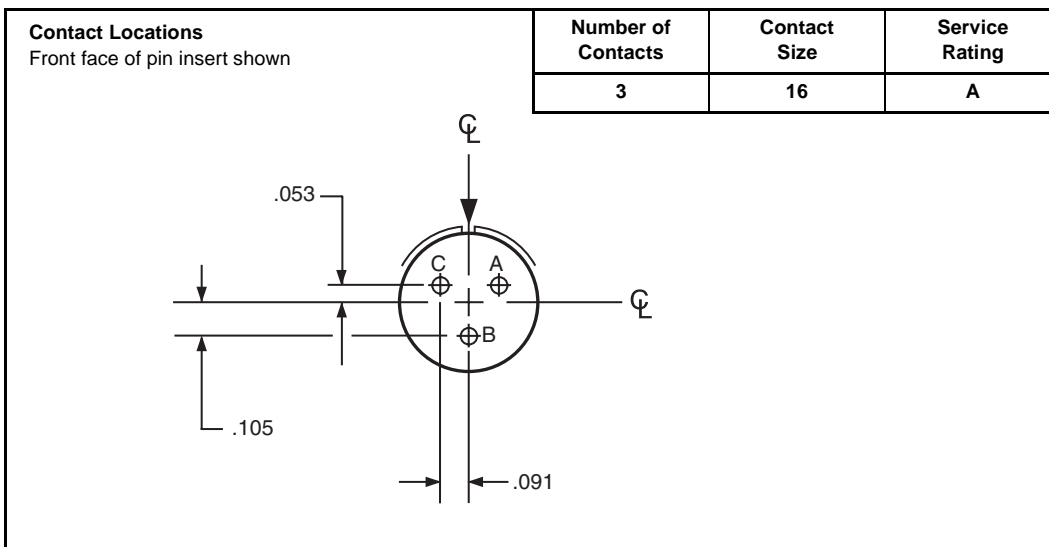 Contact Locations
Front face of pin insert shown
Number of Contacts
Contact Size
Service Rating
3
16
A
℄
.053
C
A
℄
B
.105
.091